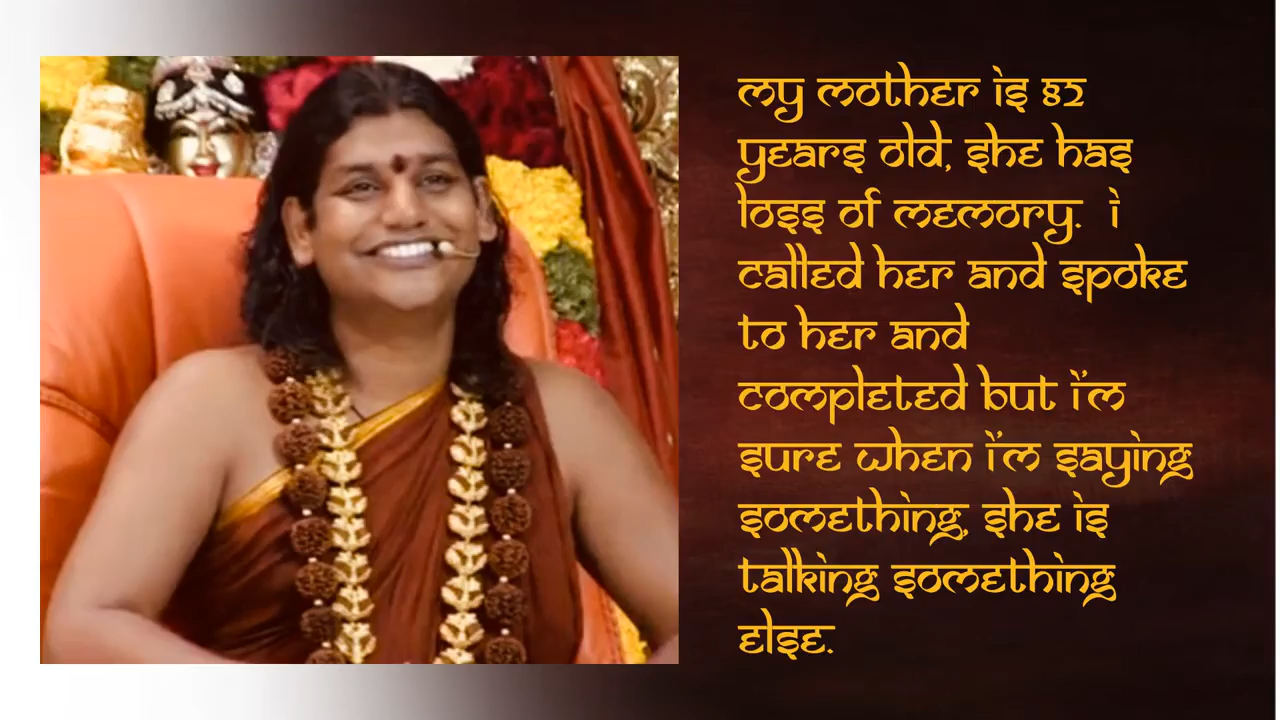 my mother is 82
years old, she has
loss of memory. i
called her and spoke
to her and
completed but i'm
sure when i'm saying
something, she is
talking something
else.